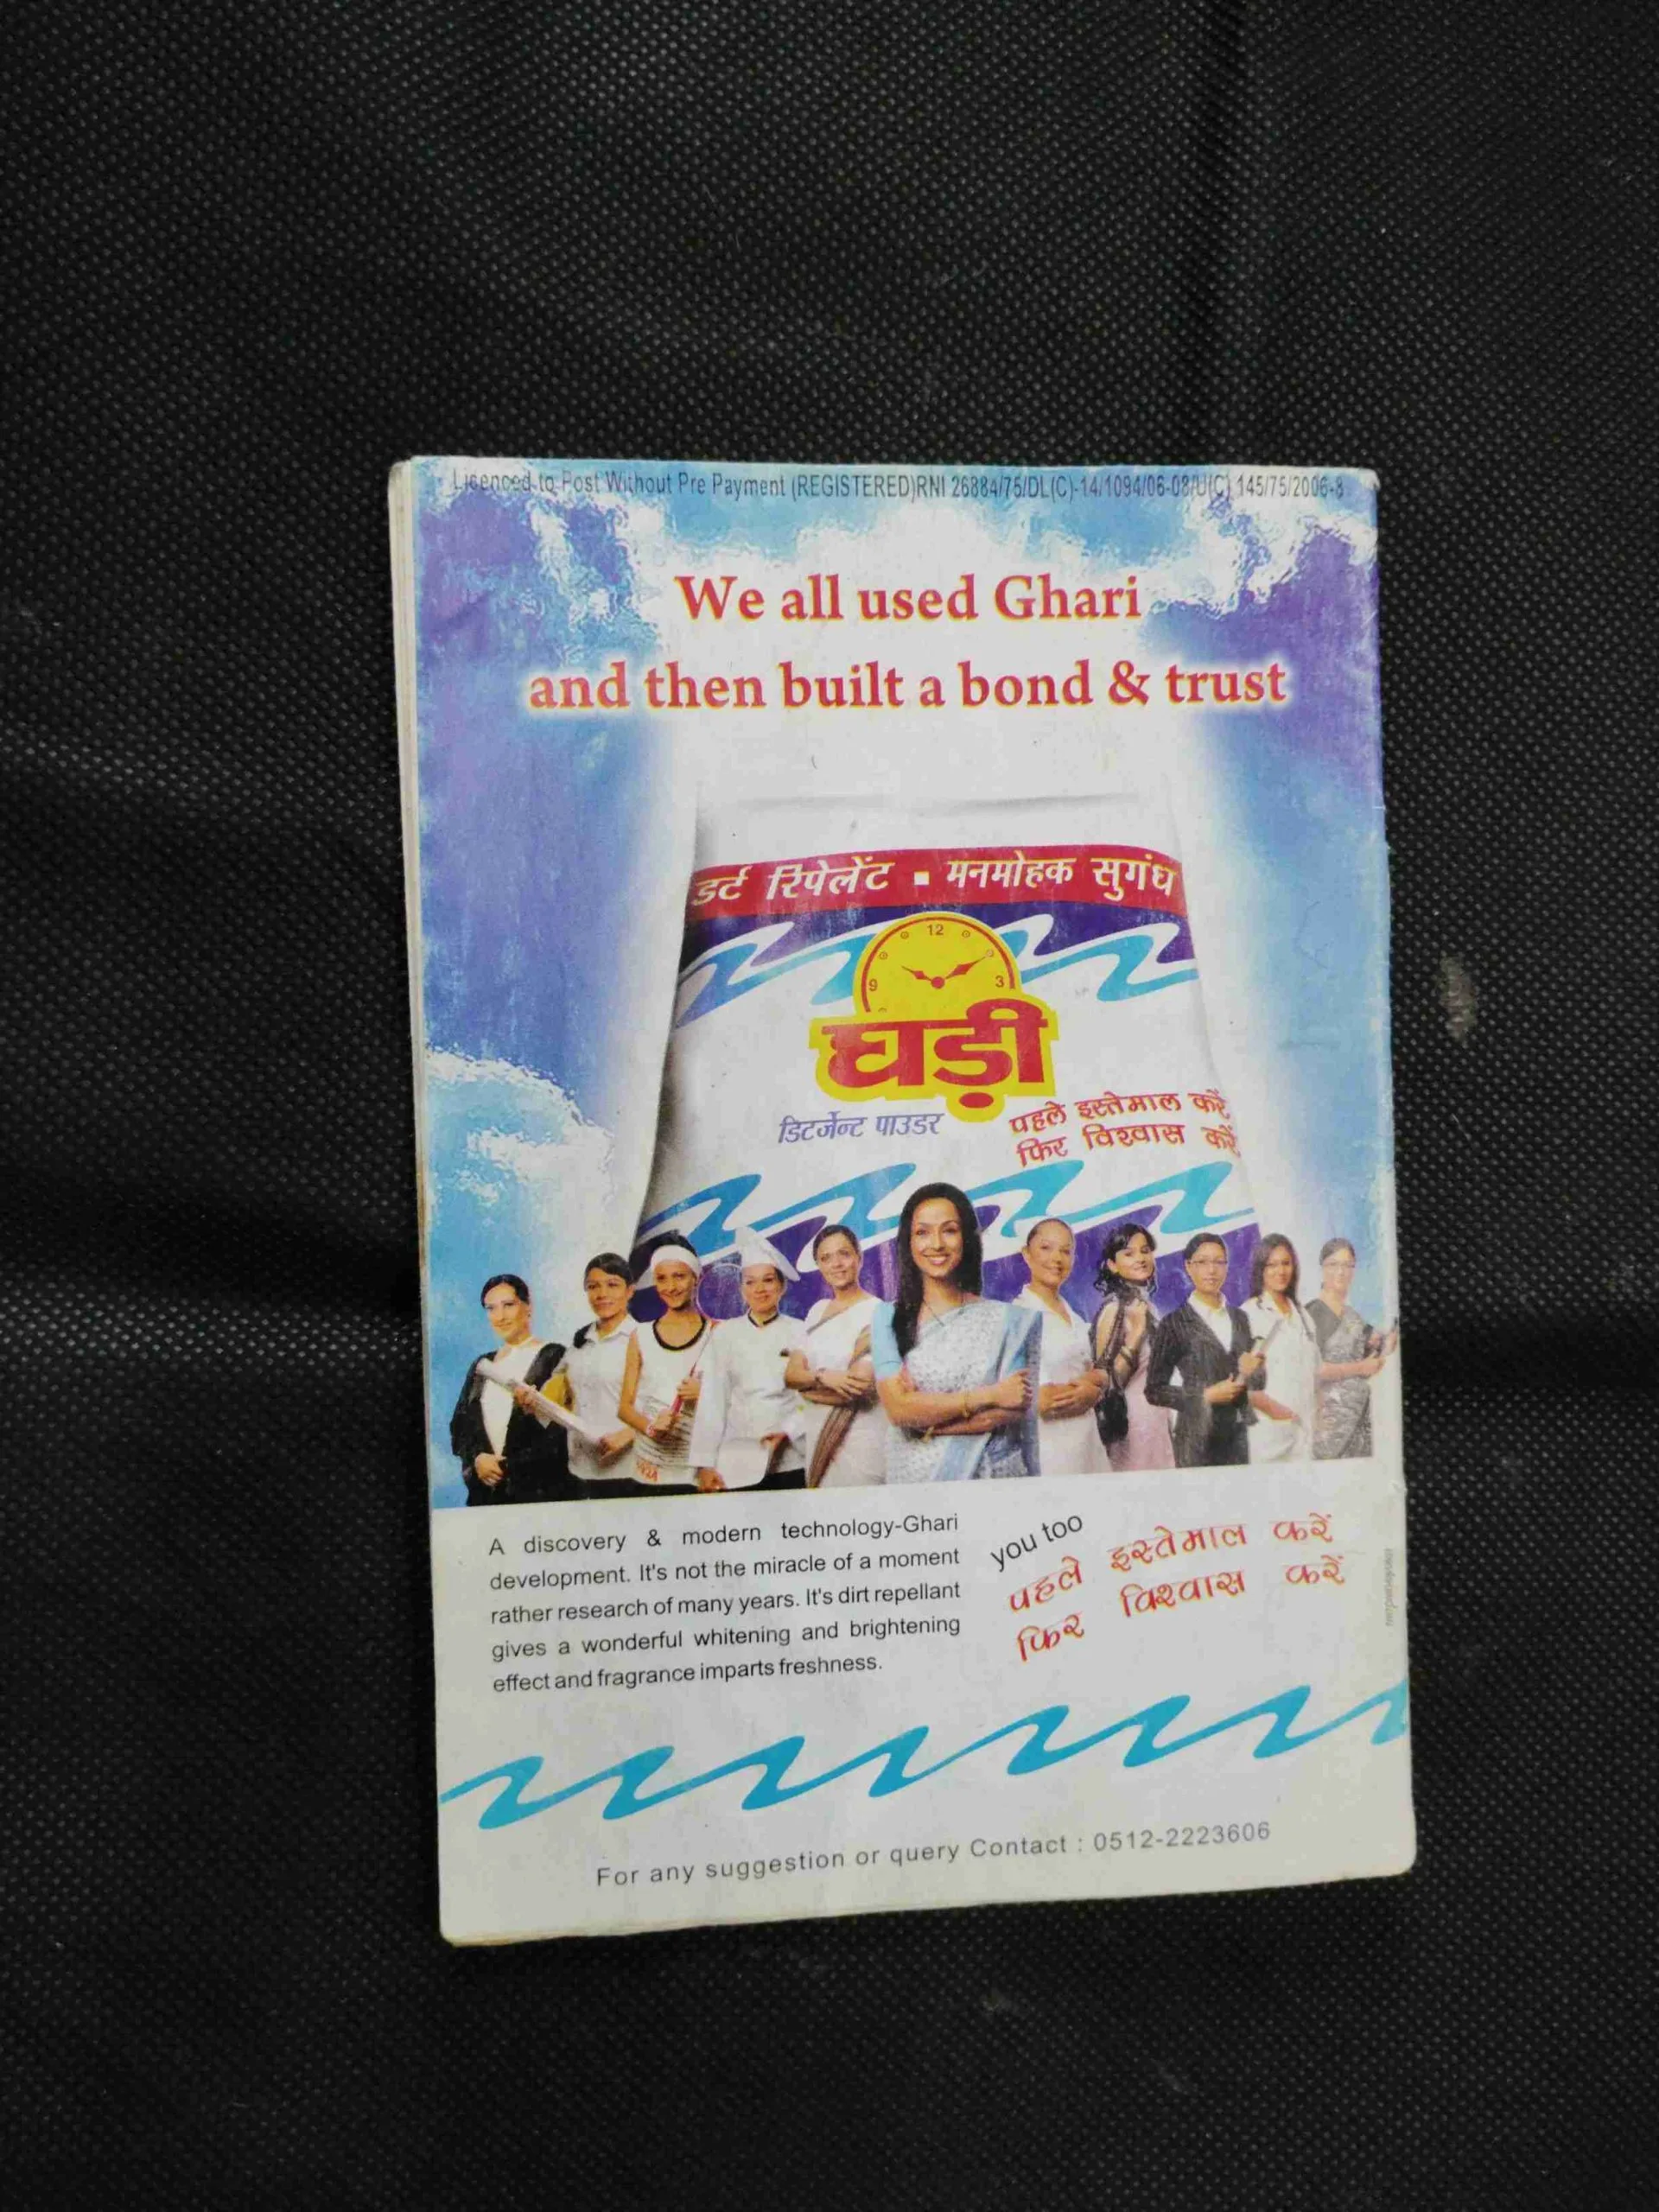 Licenced to Post Without Pre Payment (REGISTERED)RNI 26884/75/DL(C)-14/1094/06-08/U(C) 145/75/2006-8
We all used Ghari
and then built a bond & trust
डर्ट रिपेलेंट ▪ मनमोहक सुगंध
12
9
3
घड़ी
डिटर्जेन्ट पाउडर
पहले इस्तेमाल करें
फिर विश्वास करें
A discovery & modern technology-Ghari
development. It's not the miracle of a moment
rather research of many years. It's dirt repellant
gives a wonderful whitening and brightening
effect and fragrance imparts freshness.
you too
पहले इस्तेमाल करें
फिर विश्वास करें
For any suggestion or query Contact : 0512-2223606